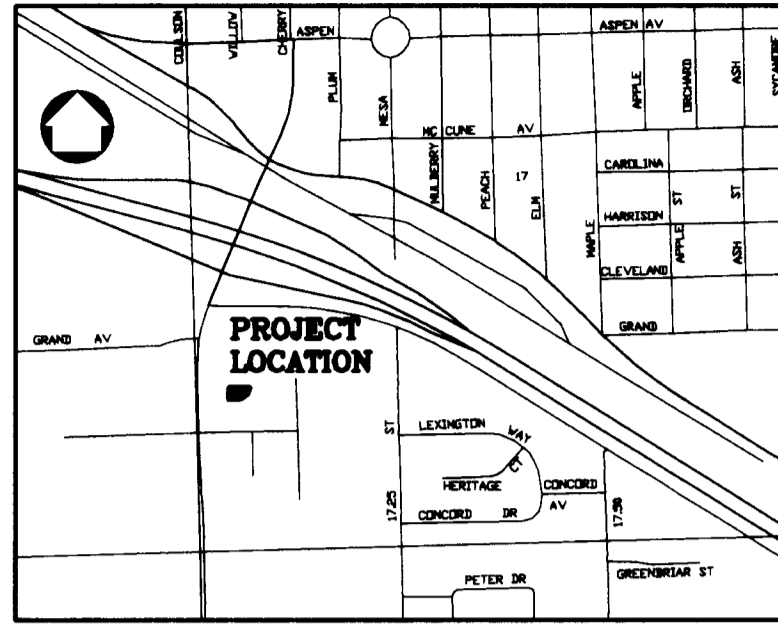 COULSON
WILLOW
CHERRY
ASPEN
ASPEN AV
PLUM
MESA
APPLE
ORCHARD
ASH
SYCAMORE
MC CUNE AV
MULBERRY
PEACH
17
ELM
MAPLE
CAROLINA
HARRISON
APPLE ST
ASH ST
CLEVELAND
GRAND
GRAND AV
PROJECT
LOCATION
17.25 ST
LEXINGTON WAY
HERITAGE CT
CONCORD AV
CONCORD DR
17.50
PETER DR
GREENBRIAR ST